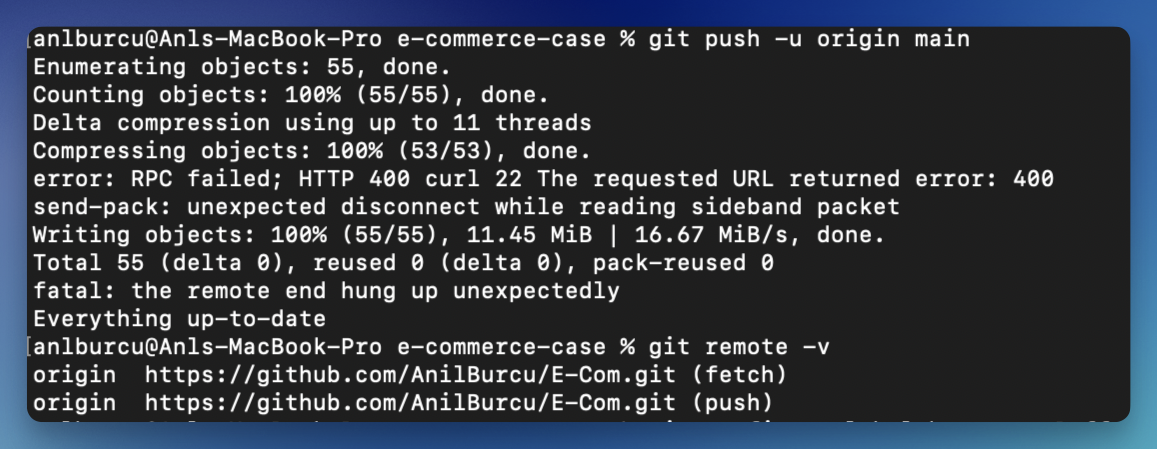 [anlburcu@Anls-MacBook-Pro e-commerce-case % git push -u origin main
Enumerating objects: 55, done.
Counting objects: 100% (55/55), done.
Delta compression using up to 11 threads
Compressing objects: 100% (53/53), done.
error: RPC failed; HTTP 400 curl 22 The requested URL returned error: 400
send-pack: unexpected disconnect while reading sideband packet
Writing objects: 100% (55/55), 11.45 MiB | 16.67 MiB/s, done.
Total 55 (delta 0), reused 0 (delta 0), pack-reused 0
fatal: the remote end hung up unexpectedly
Everything up-to-date
[anlburcu@Anls-MacBook-Pro e-commerce-case % git remote -v
origin  https://github.com/AnilBurcu/E-Com.git (fetch)
origin  https://github.com/AnilBurcu/E-Com.git (push)